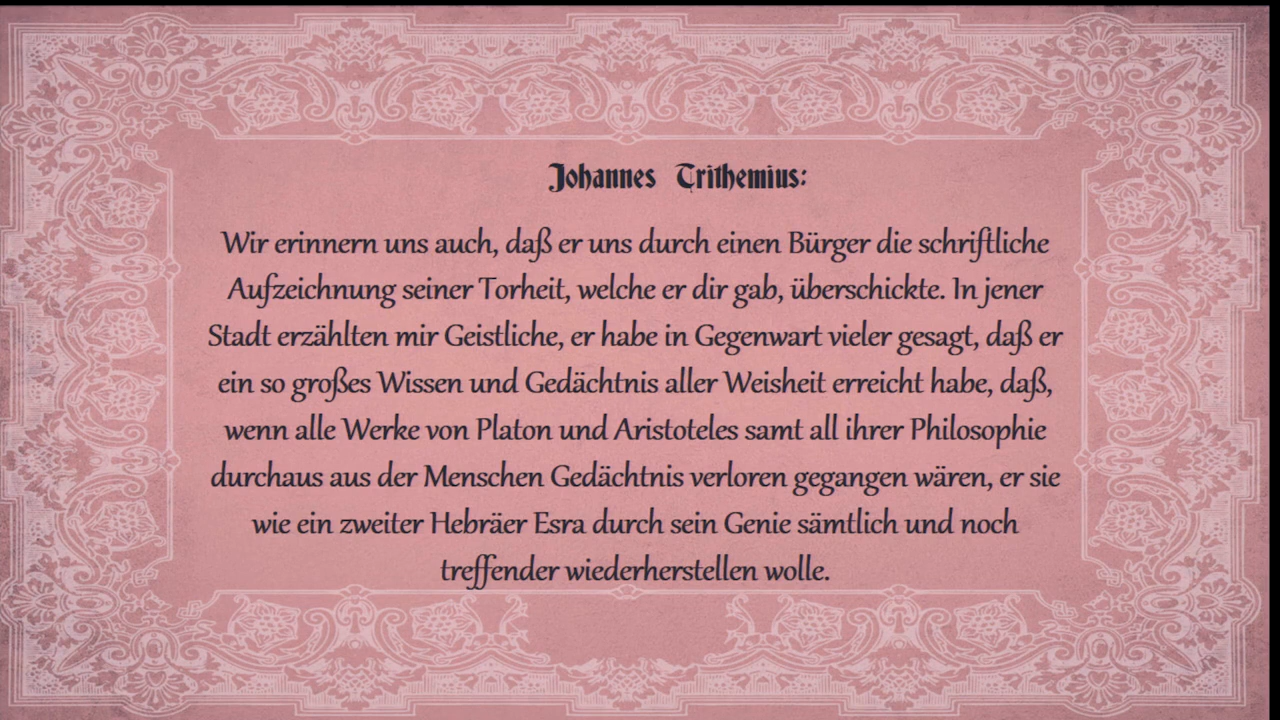 Johannes Trithemius:
Wir erinnern uns auch, daß er uns durch einen Bürger die schriftliche
Aufzeichnung seiner Torheit, welche er dir gab, überschickte. In jener
Stadt erzählten mir Geistliche, er habe in Gegenwart vieler gesagt, daß er
ein so großes Wissen und Gedächtnis aller Weisheit erreicht habe, daß,
wenn alle Werke von Platon und Aristoteles samt all ihrer Philosophie
durchaus aus der Menschen Gedächtnis verloren gegangen wären, er sie
wie ein zweiter Hebräer Esra durch sein Genie sämtlich und noch
treffender wiederherstellen wolle.